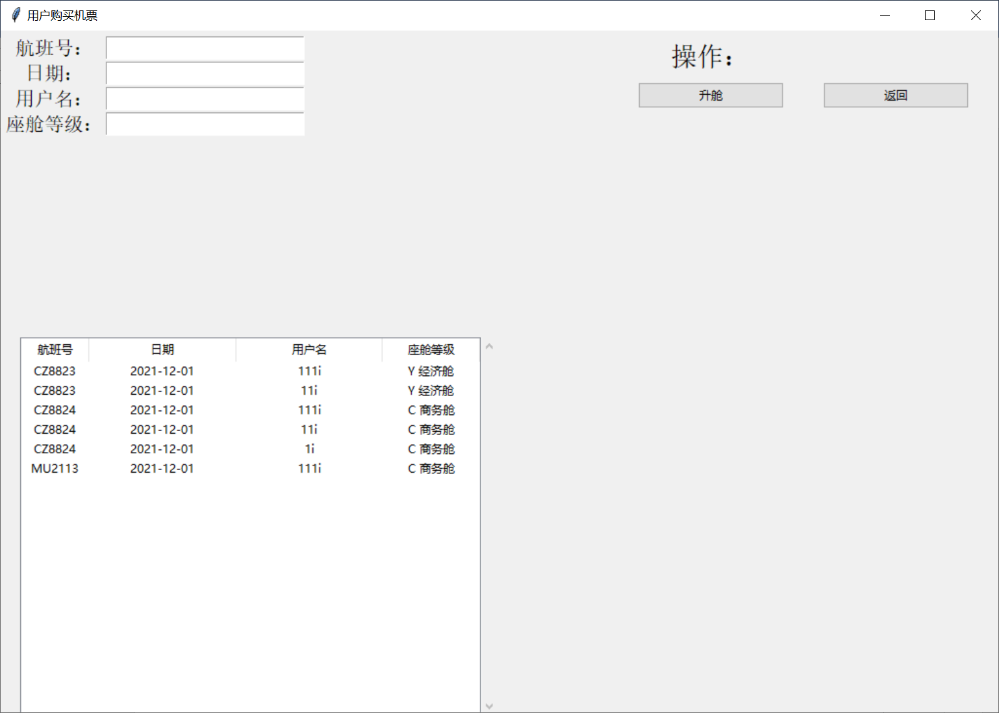 用户购买机票
航班号：
日期：
用户名：
座舱等级：
操作：
升舱 返回
航班号 日期 用户名 座舱等级
CZ8823 2021-12-01 111i Y 经济舱
CZ8823 2021-12-01 11i Y 经济舱
CZ8824 2021-12-01 111i C 商务舱
CZ8824 2021-12-01 11i C 商务舱
CZ8824 2021-12-01 1i C 商务舱
MU2113 2021-12-01 111i C 商务舱